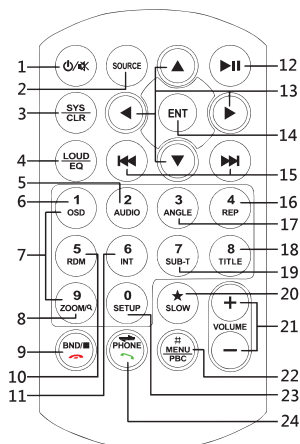 1 SOURCE 12
2 13
3 SYS CLR ENT
14
4 LOUD EQ 15
5
6 1 OSD 2 AUDIO 3 ANGLE 4 REP 16
17
7 5 RDM 6 INT 7 SUB-T 8 TITLE 18
19
9 ZOOM/ 0 SETUP ★ SLOW + 20
8 VOLUME 21
9 BND/■ PHONE # MENU PBC −
10 22
11 23
24